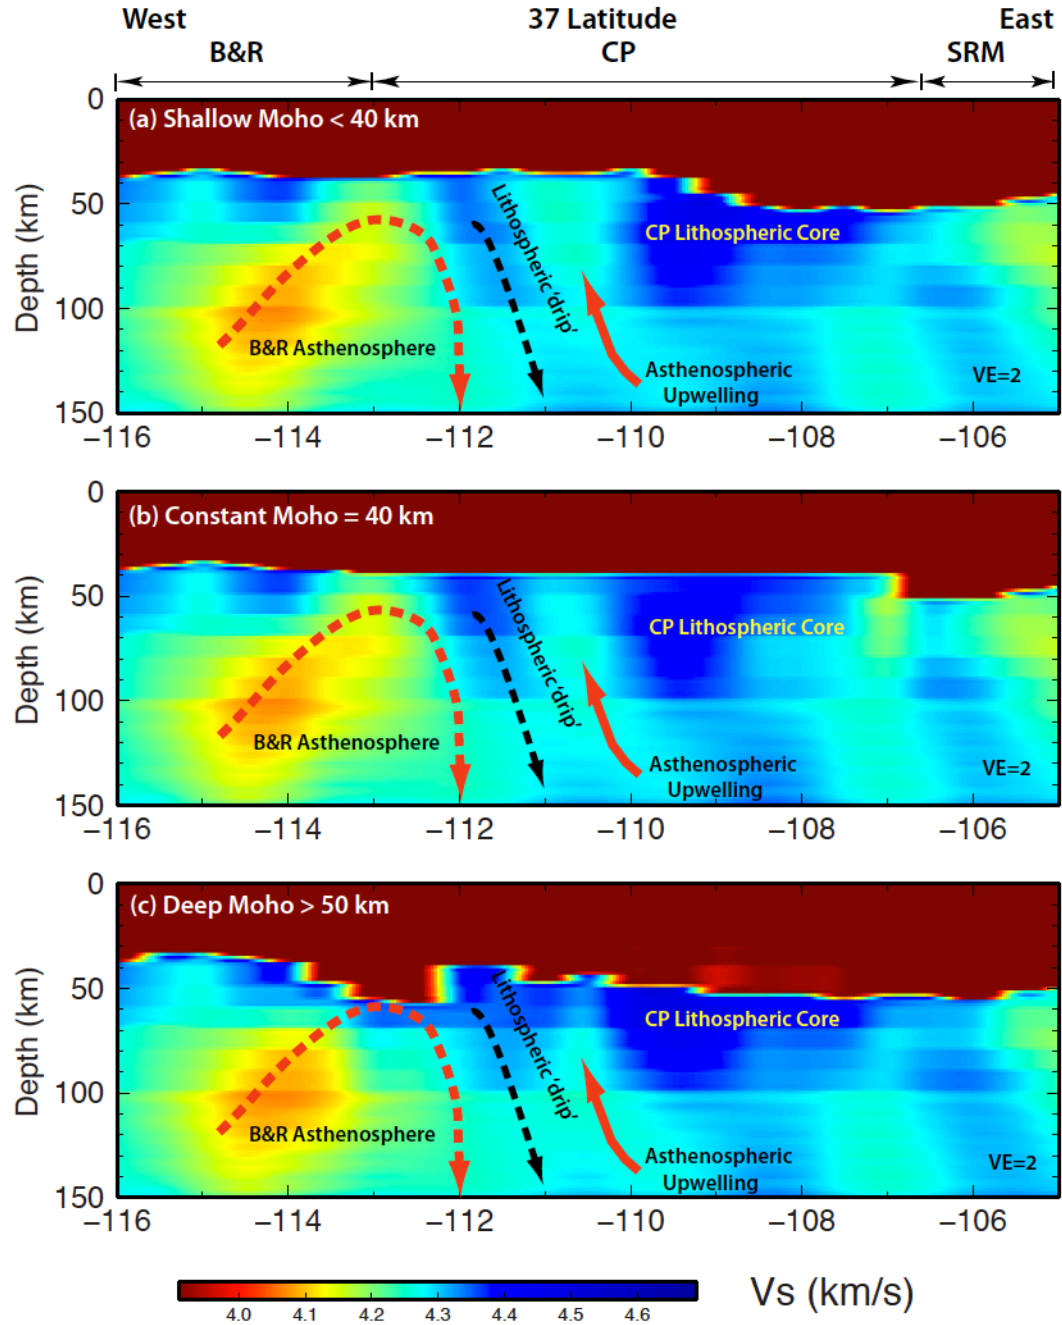 West 37 Latitude East
B&R CP SRM
(a) Shallow Moho < 40 km
0
50
100
150
Depth (km)
Lithospheric 'drip'
CP Lithospheric Core
B&R Asthenosphere
Asthenospheric
Upwelling
VE=2
−116 −114 −112 −110 −108 −106
(b) Constant Moho = 40 km
0
50
100
150
Depth (km)
Lithospheric 'drip'
CP Lithospheric Core
B&R Asthenosphere
Asthenospheric
Upwelling
VE=2
−116 −114 −112 −110 −108 −106
(c) Deep Moho > 50 km
0
50
100
150
Depth (km)
Lithospheric 'drip'
CP Lithospheric Core
B&R Asthenosphere
Asthenospheric
Upwelling
VE=2
−116 −114 −112 −110 −108 −106
4.0 4.1 4.2 4.3 4.4 4.5 4.6
Vs (km/s)